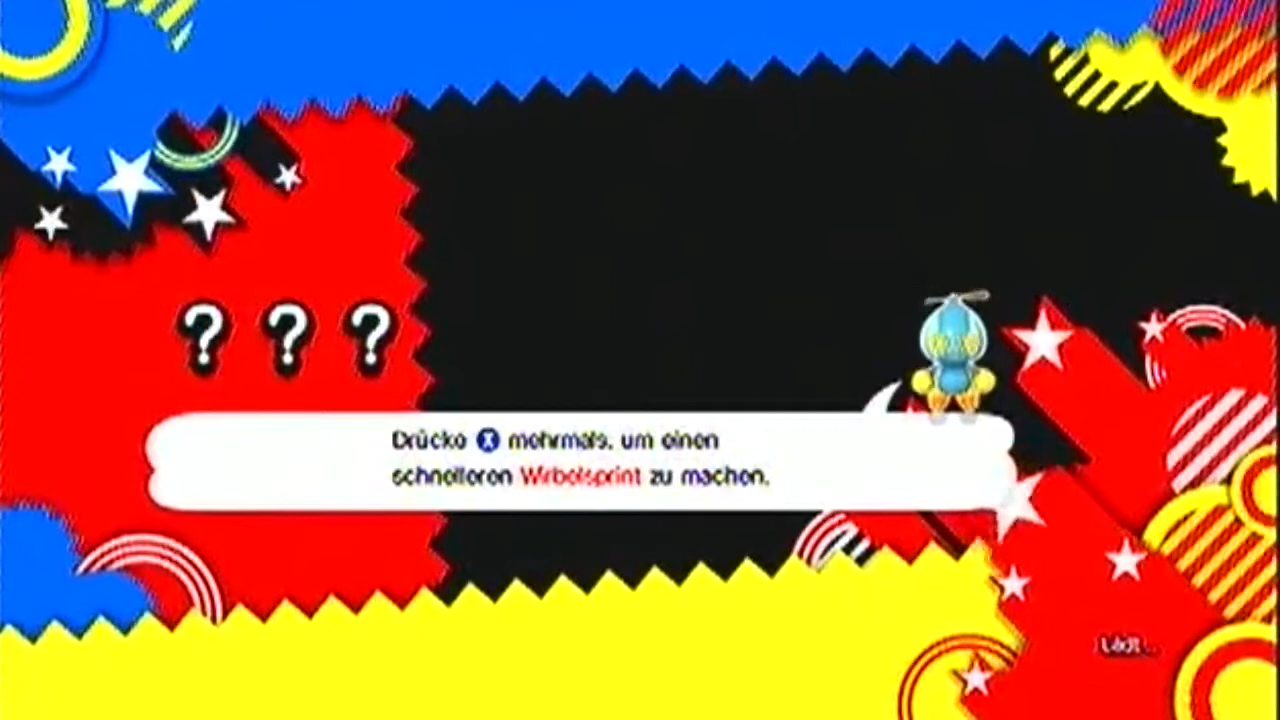 ? ? ?
Drücke X mehrmals, um einen
schnelleren Wirbelsprint zu machen.
Lädt...